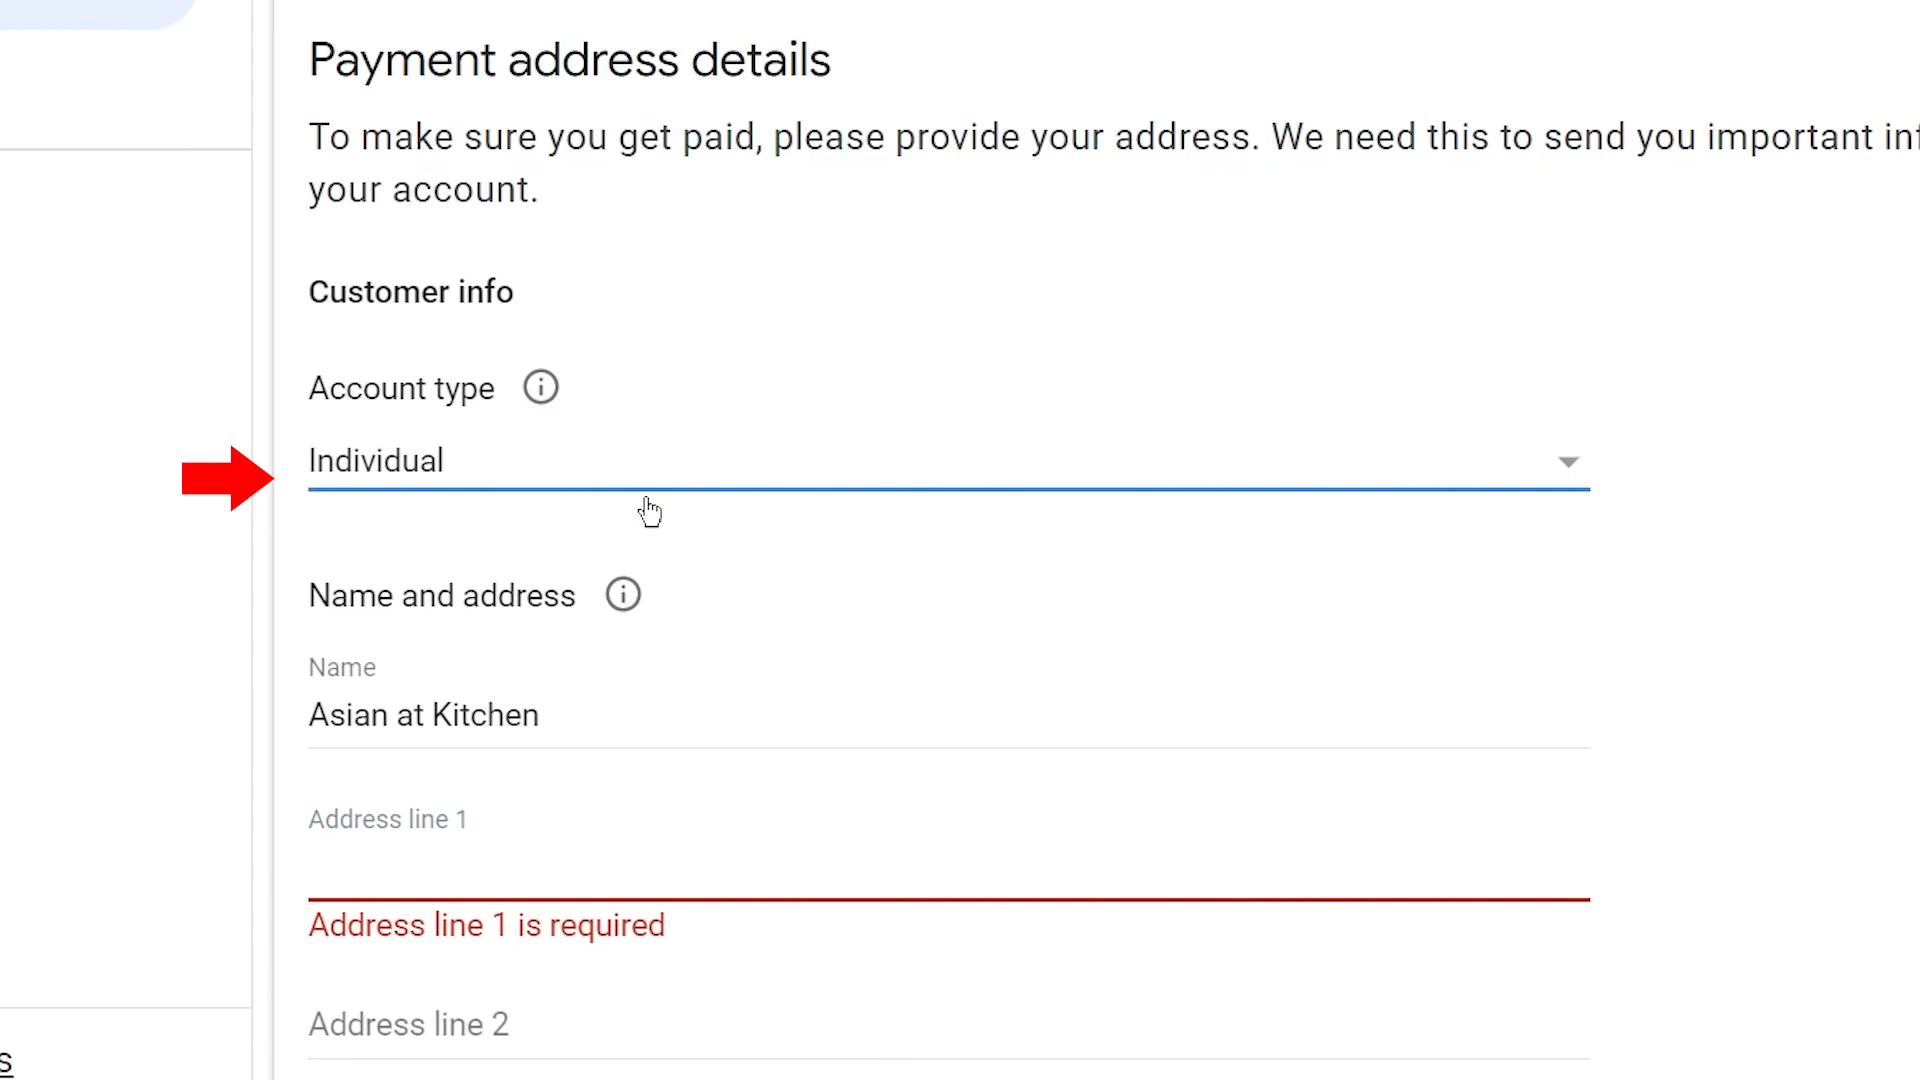 Payment address details
To make sure you get paid, please provide your address. We need this to send you important
your account.
Customer info
Account type
Individual
Name and address
Name
Asian at Kitchen
Address line 1
Address line 1 is required
Address line 2